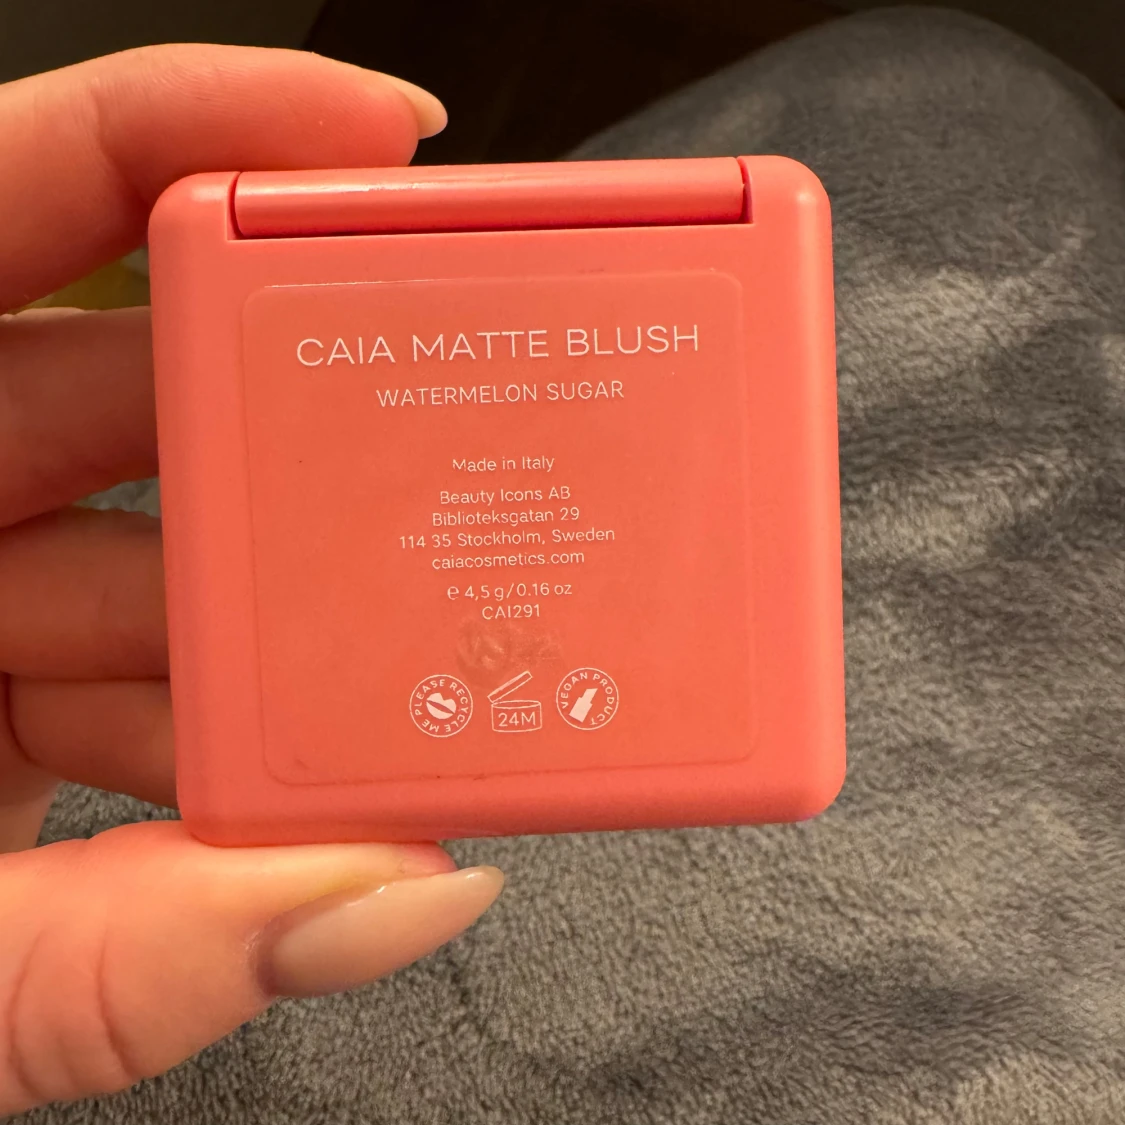 CAIA MATTE BLUSH
WATERMELON SUGAR
Made in Italy
Beauty Icons AB
Biblioteksgatan 29
114 35 Stockholm, Sweden
caiacosmetics.com
℮ 4,5 g/0.16 oz
CAI291
PLEASE RECYCLE ME
24M
VEGAN PRODUCT